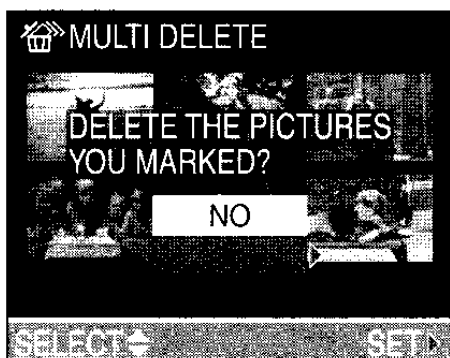 MULTI DELETE
DELETE THE PICTURES
YOU MARKED?
NO
SELECT SET